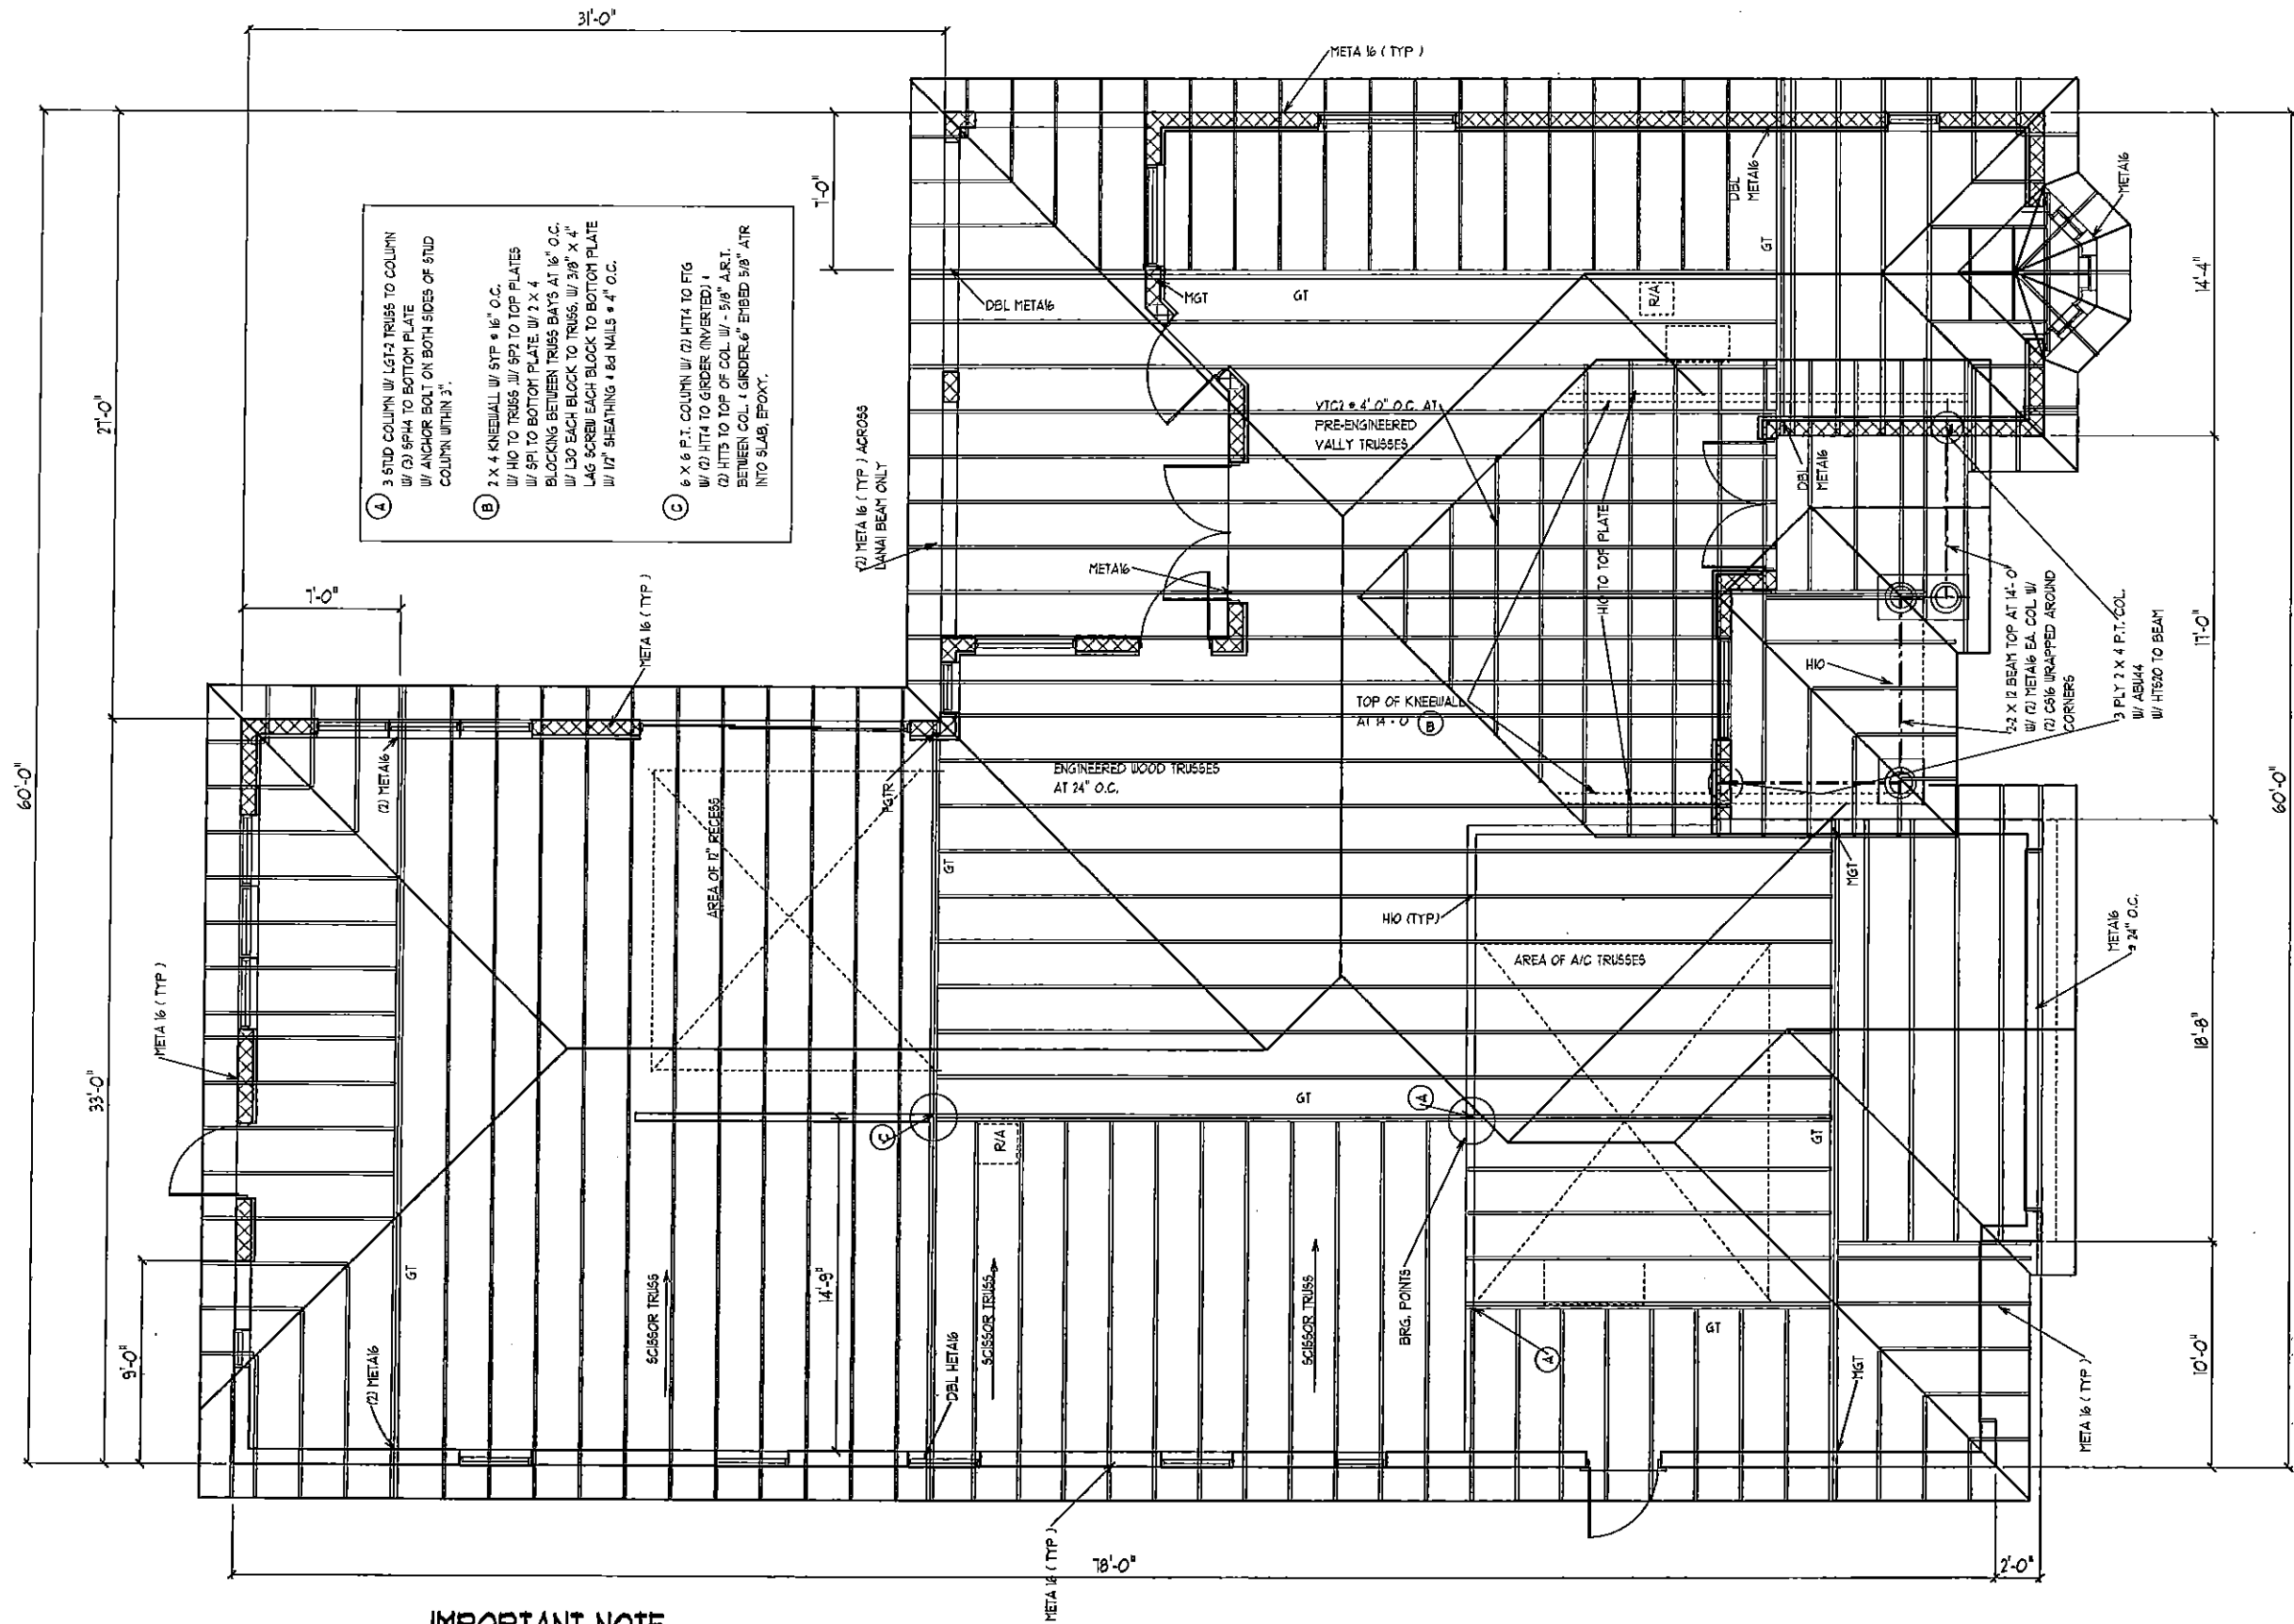 31'-0"
META 16 ( TYP )
60'-0"
27'-0"
33'-0"
7'-0"
7'-0"
9'-0"
A 3 STUD COLUMN W/ LGT-2 TRUSS TO COLUMN
W/ (3) SPH4 TO BOTTOM PLATE
W/ ANCHOR BOLT ON BOTH SIDES OF STUD
COLUMN WITHIN 3".
B 2 X 4 KNEEWALL W/ SYP @ 16" O.C.
W/ H10 TO TRUSS W/ SP2 TO TOP PLATES
W/ SP1 TO BOTTOM PLATE. W/ 2 X 4
BLOCKING BETWEEN TRUSS BAYS AT 16" O.C.
W/ L30 EACH BLOCK TO TRUSS, W/ 3/8" X 4"
LAG SCREW EACH BLOCK TO BOTTOM PLATE
W/ 1/2" SHEATHING & 8d NAILS @ 4" O.C.
C 6 X 6 P.T. COLUMN W/ (2) HTT4 TO FTG
W/ (2) HTT4 TO GIRDER (INVERTED) &
(2) HTT5 TO TOP OF COL. W/ - 5/8" A.R.T.
BETWEEN COL. & GIRDER.6" EMBED 5/8" ATR
INTO SLAB, EPOXY.
DBL META16
MGT
GT
R/A
DBL
META16
GT
META16
14'-4"
VTC2 @ 4'-0" O.C. AT
PRE-ENGINEERED
VALLY TRUSSES
(2) META 16 ( TYP ) ACROSS
LANAI BEAM ONLY
META16
H10 TO TOP PLATE
DBL
META16
META 16 ( TYP )
(2) META16
PGTR
AREA OF 12" RECESS
ENGINEERED WOOD TRUSSES
AT 24" O.C.
TOP OF KNEEWALL
AT 14'-0 B
H10
2-2 X 12 BEAM TOP AT 14'- 0"
W/ (2) META16 EA. COL W/
(2) CS16 WRAPPED AROUND
CORNERS
3 PLY 2 X 4 P.T. COL.
W/ ABU44
W/ HTS20 TO BEAM
17'-0"
60'-0"
GT
H10 (TYP)
MGT
META16
@ 24" O.C.
AREA OF A/C TRUSSES
18'-8"
META 16 ( TYP )
C
R/A
GT
A
GT
GT
SCISSOR TRUSS
14'-9"
SCISSOR TRUSS
SCISSOR TRUSS
BRG. POINTS
A
GT
MGT
10'-0"
META 16 ( TYP )
(2) META16
DBL HETA16
META 16 ( TYP )
78'-0"
2'-0"
IMPORTANT NOTE